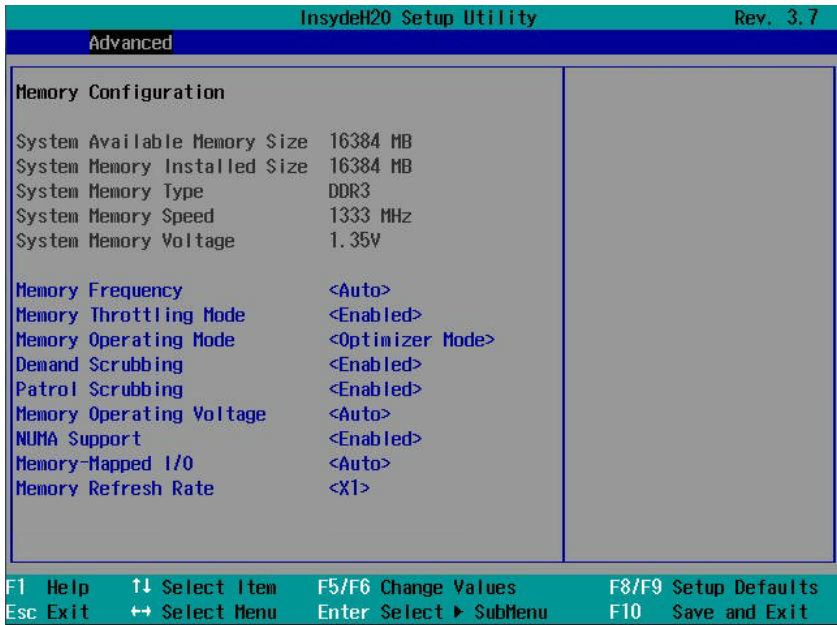 InsydeH20 Setup Utility Rev. 3.7
Advanced
Memory Configuration
System Available Memory Size 16384 MB
System Memory Installed Size 16384 MB
System Memory Type DDR3
System Memory Speed 1333 MHz
System Memory Voltage 1.35V
Memory Frequency <Auto>
Memory Throttling Mode <Enabled>
Memory Operating Mode <Optimizer Mode>
Demand Scrubbing <Enabled>
Patrol Scrubbing <Enabled>
Memory Operating Voltage <Auto>
NUMA Support <Enabled>
Memory-Mapped I/O <Auto>
Memory Refresh Rate <X1>
F1 Help ↑↓ Select Item F5/F6 Change Values F8/F9 Setup Defaults
Esc Exit ↔ Select Menu Enter Select ▶ SubMenu F10 Save and Exit